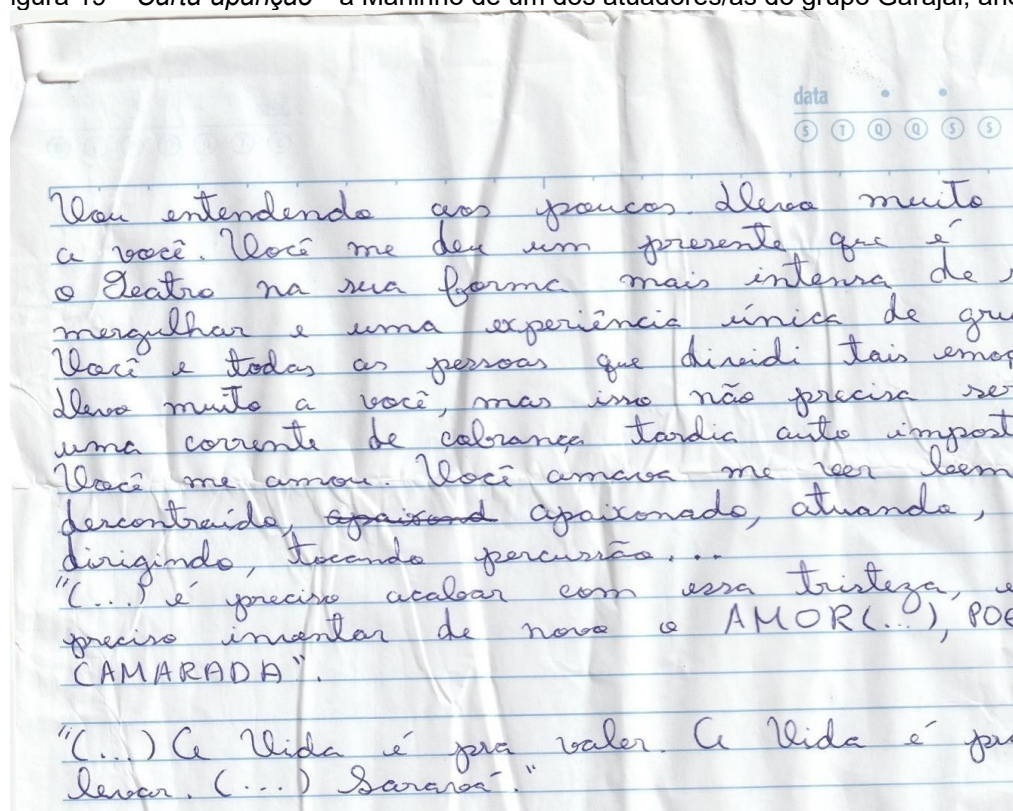 igura 19 – "Carta-aparição" a Maninho de um dos atuadores/as do grupo Garajal, ano
data
S T Q Q S S
Vou entendendo aos poucos. Devo muito
a você. Você me deu um presente que é
o Teatro na sua forma mais intensa de s
mergulhar e uma experiência única de gru
Você e todas as pessoas que dividi tais emoç
Devo muito a você, mas isso não precisa ser
uma corrente de cobrança tardia auto impost
Você me amou. Você amava me ver bem
descontraído, apaixond apaixonado, atuando,
dirigindo, tocando percussão...
"(...) é preciso acabar com essa tristeza, é
preciso inventar de novo o AMOR(...), POE
CAMARADA".
"(...) A Vida é pra valer. A Vida é pra
levar. (...) Saravá."